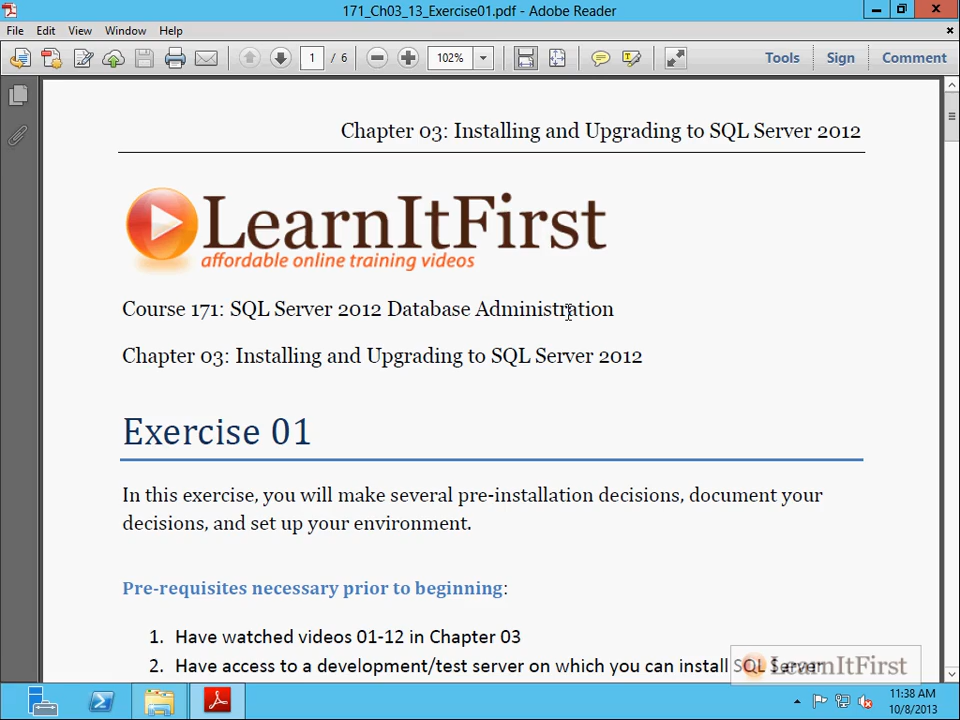 171_Ch03_13_Exercise01.pdf - Adobe Reader
File Edit View Window Help
1 / 6 102% Tools Sign Comment
Chapter 03: Installing and Upgrading to SQL Server 2012
LearnItFirst
affordable online training videos
Course 171: SQL Server 2012 Database Administration
Chapter 03: Installing and Upgrading to SQL Server 2012
Exercise 01
In this exercise, you will make several pre-installation decisions, document your
decisions, and set up your environment.
Pre-requisites necessary prior to beginning:
1. Have watched videos 01-12 in Chapter 03
2. Have access to a development/test server on which you can install SQL Server
LearnItFirst
11:38 AM
10/8/2013